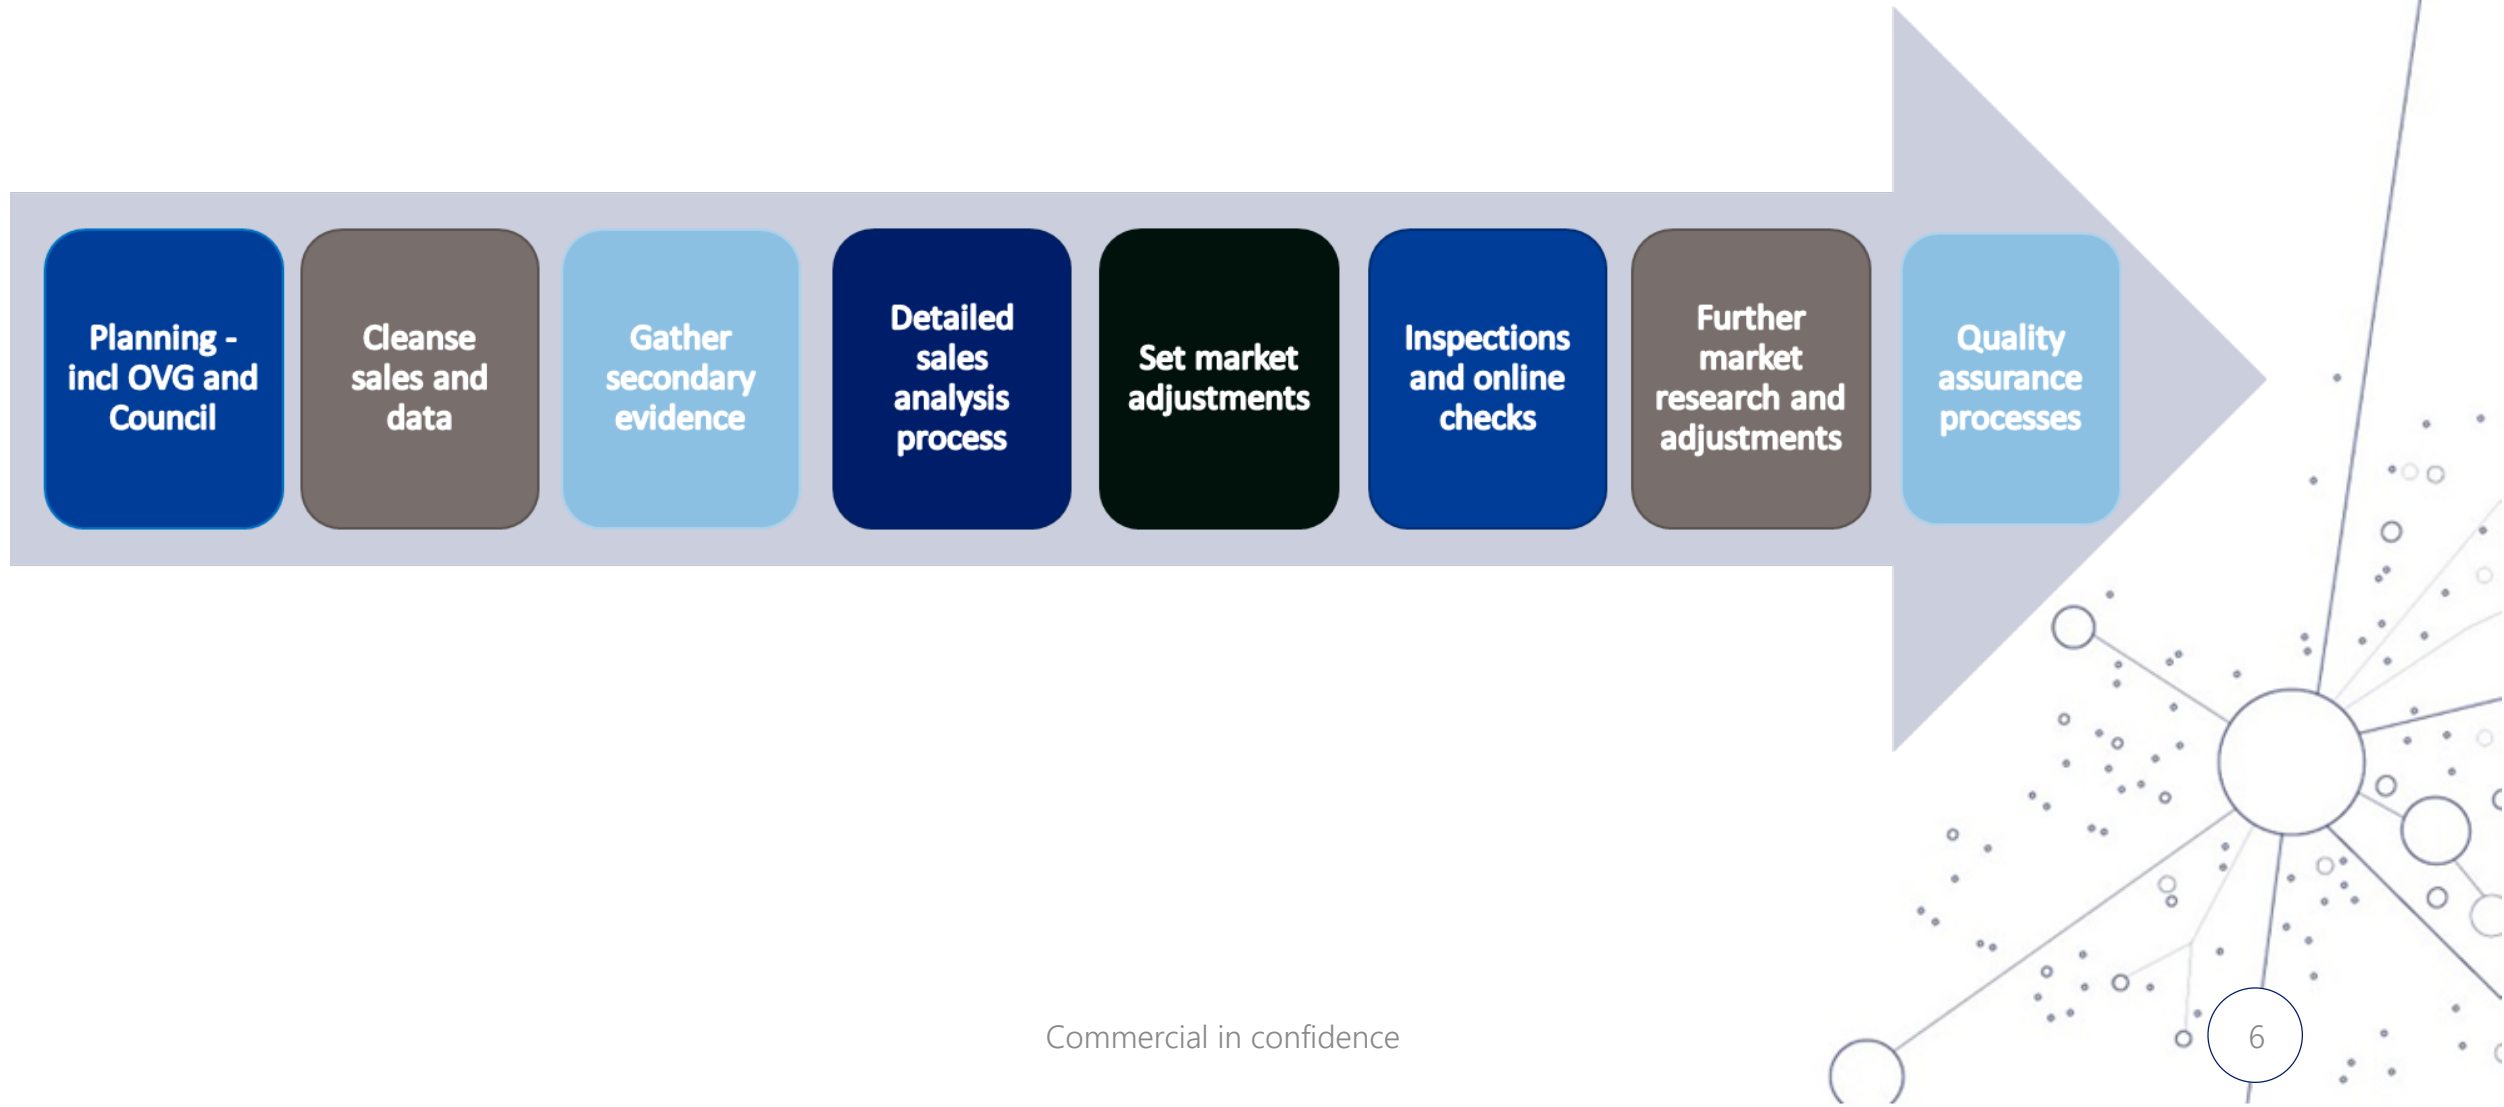 Planning -
incl OVG and
Council
Cleanse
sales and
data
Gather
secondary
evidence
Detailed
sales
analysis
process
Set market
adjustments
Inspections
and online
checks
Further
market
research and
adjustments
Quality
assurance
processes
Commercial in confidence
6